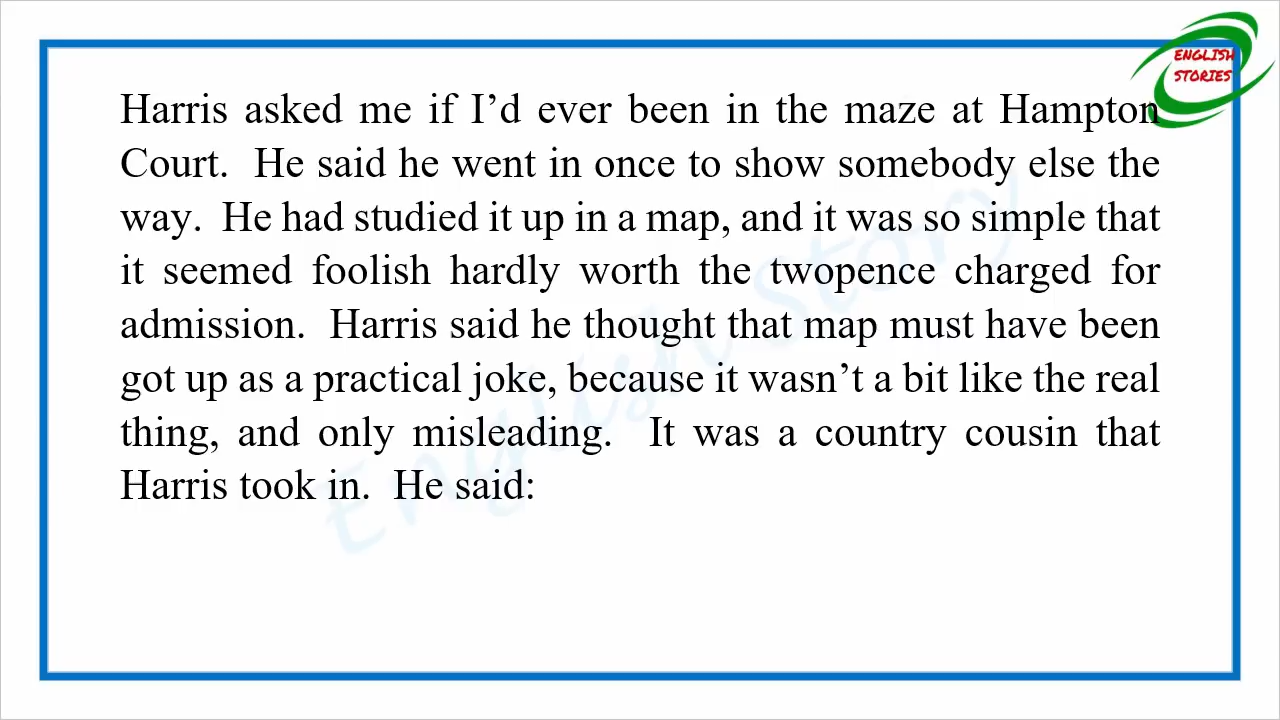 ENGLISH
STORIES
Harris asked me if I’d ever been in the maze at Hampton
Court.  He said he went in once to show somebody else the
way.  He had studied it up in a map, and it was so simple that
it seemed foolish hardly worth the twopence charged for
admission.  Harris said he thought that map must have been
got up as a practical joke, because it wasn’t a bit like the real
thing, and only misleading.  It was a country cousin that
Harris took in.  He said:
English Story